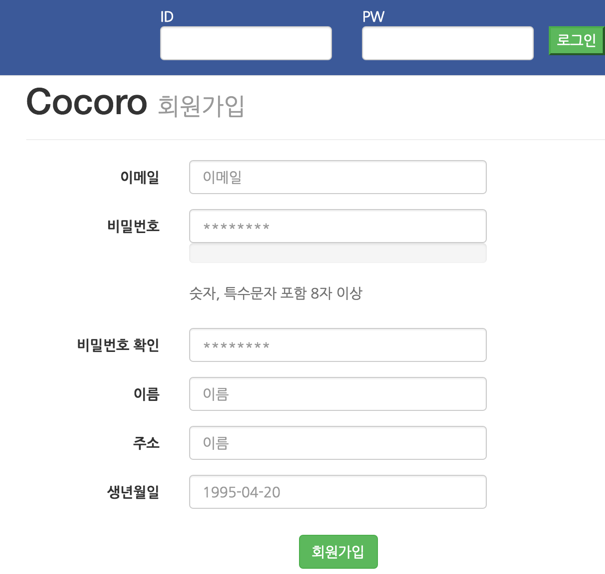 ID PW
로그인
Cocoro 회원가입
이메일 이메일
비밀번호 ********
숫자, 특수문자 포함 8자 이상
비밀번호 확인 ********
이름 이름
주소 이름
생년월일 1995-04-20
회원가입